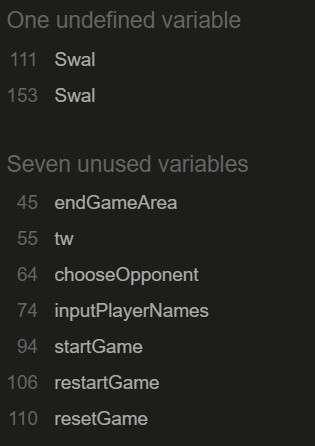 One undefined variable
111 Swal
153 Swal
Seven unused variables
45 endGameArea
55 tw
64 chooseOpponent
74 inputPlayerNames
94 startGame
106 restartGame
110 resetGame